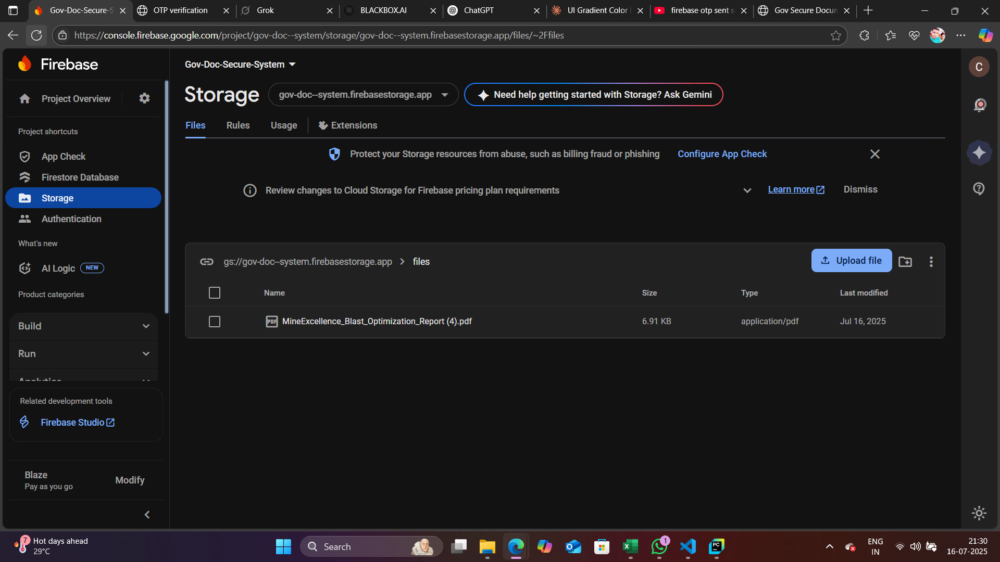 Gov-Doc-Secure-S
OTP verification
Grok
BLACKBOX.AI
ChatGPT
UI Gradient Color
firebase otp sent s
Gov Secure Docum
https://console.firebase.google.com/project/gov-doc--system/storage/gov-doc--system.firebasestorage.app/files/~2Ffiles
Firebase
Gov-Doc-Secure-System
C
Project Overview
Storage
gov-doc--system.firebasestorage.app
Need help getting started with Storage? Ask Gemini
Files
Rules
Usage
Extensions
Project shortcuts
App Check
Firestore Database
Storage
Authentication
What's new
AI Logic NEW
Product categories
Build
Run
Analytics
Related development tools
Firebase Studio
Blaze
Pay as you go
Modify
Protect your Storage resources from abuse, such as billing fraud or phishing
Configure App Check
Review changes to Cloud Storage for Firebase pricing plan requirements
Learn more
Dismiss
gs://gov-doc--system.firebasestorage.app > files
Upload file
Name
Size
Type
Last modified
PDF MineExcellence_Blast_Optimization_Report (4).pdf
6.91 KB
application/pdf
Jul 16, 2025
7
Hot days ahead
29°C
Search
1
PC
ENG
IN
21:30
16-07-2025